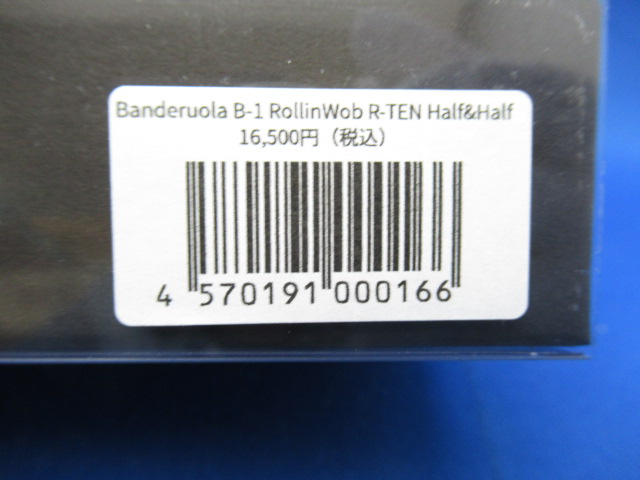 Banderuola B-1 RollinWob R-TEN Half&Half
16,500円（税込）
4 570191 000166